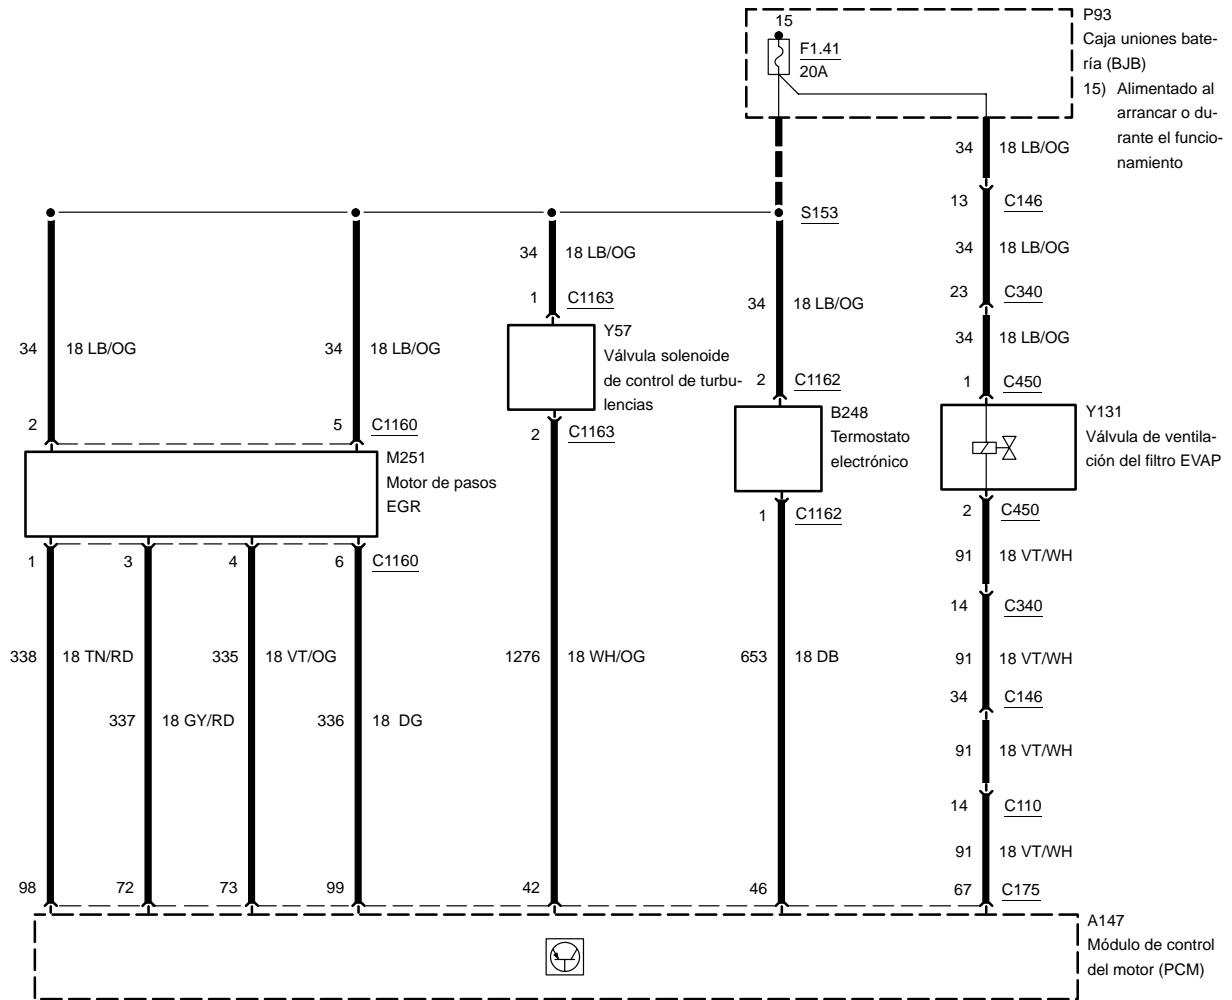 15
F1.41
20A
P93
Caja uniones bate-
ría (BJB)
15) Alimentado al
arrancar o du-
rante el funcio-
namiento
34 18 LB/OG
13 C146
S153
34 18 LB/OG
34 18 LB/OG
23 C340
1 C1163
34 18 LB/OG
34 18 LB/OG
34 18 LB/OG
34 18 LB/OG
Y57
Válvula solenoide
de control de turbu-
lencias
2 C1162
1 C450
2
5 C1160
2 C1163
B248
Termostato
electrónico
Y131
Válvula de ventila-
ción del filtro EVAP
M251
Motor de pasos
EGR
1 C1162
2 C450
1
3
4
6 C1160
91 18 VT/WH
14 C340
338 18 TN/RD
335 18 VT/OG
1276 18 WH/OG
653 18 DB
91 18 VT/WH
34 C146
337 18 GY/RD
336 18 DG
91 18 VT/WH
14 C110
91 18 VT/WH
98
72
73
99
42
46
67 C175
A147
Módulo de control
del motor (PCM)